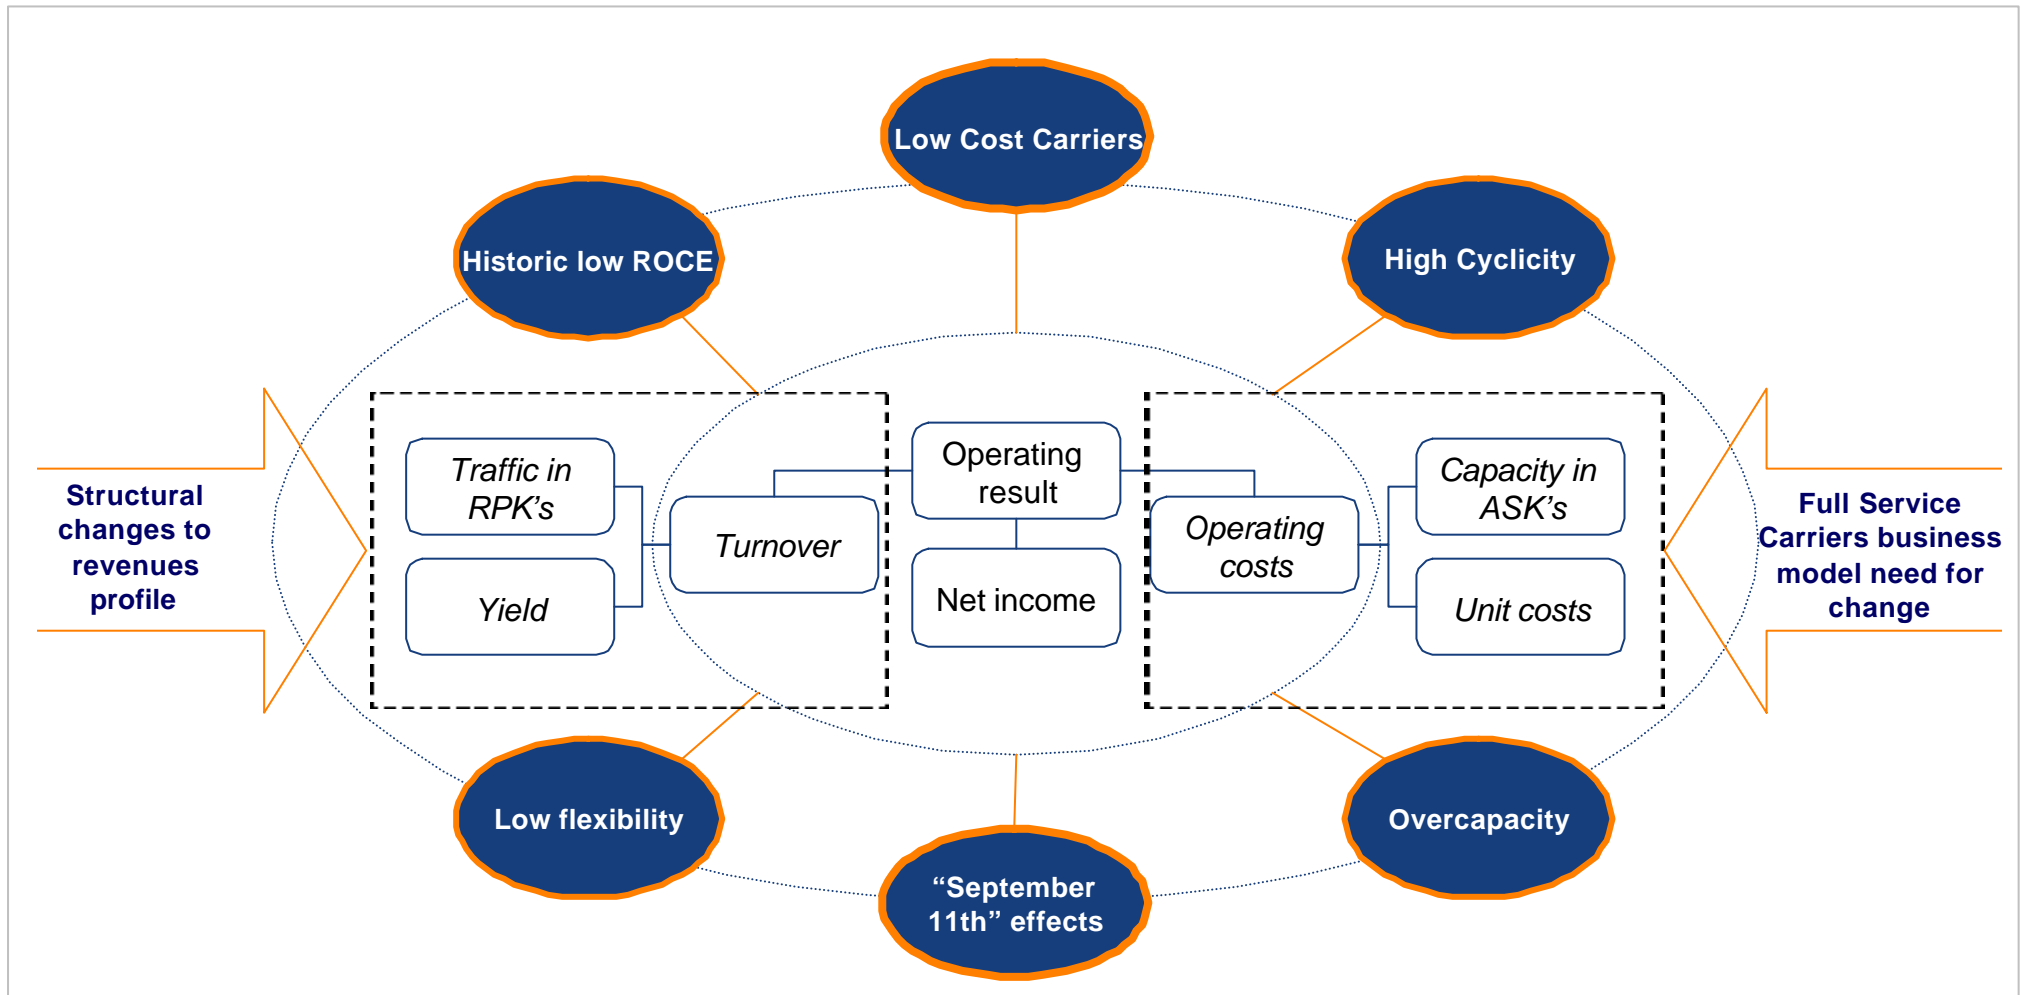 Low Cost Carriers
Historic low ROCE
High Cyclicity
Structural
changes to
revenues
profile
Traffic in
RPK’s
Yield
Turnover
Operating
result
Net income
Operating
costs
Capacity in
ASK’s
Unit costs
Full Service
Carriers business
model need for
change
Low flexibility
“September
11th” effects
Overcapacity